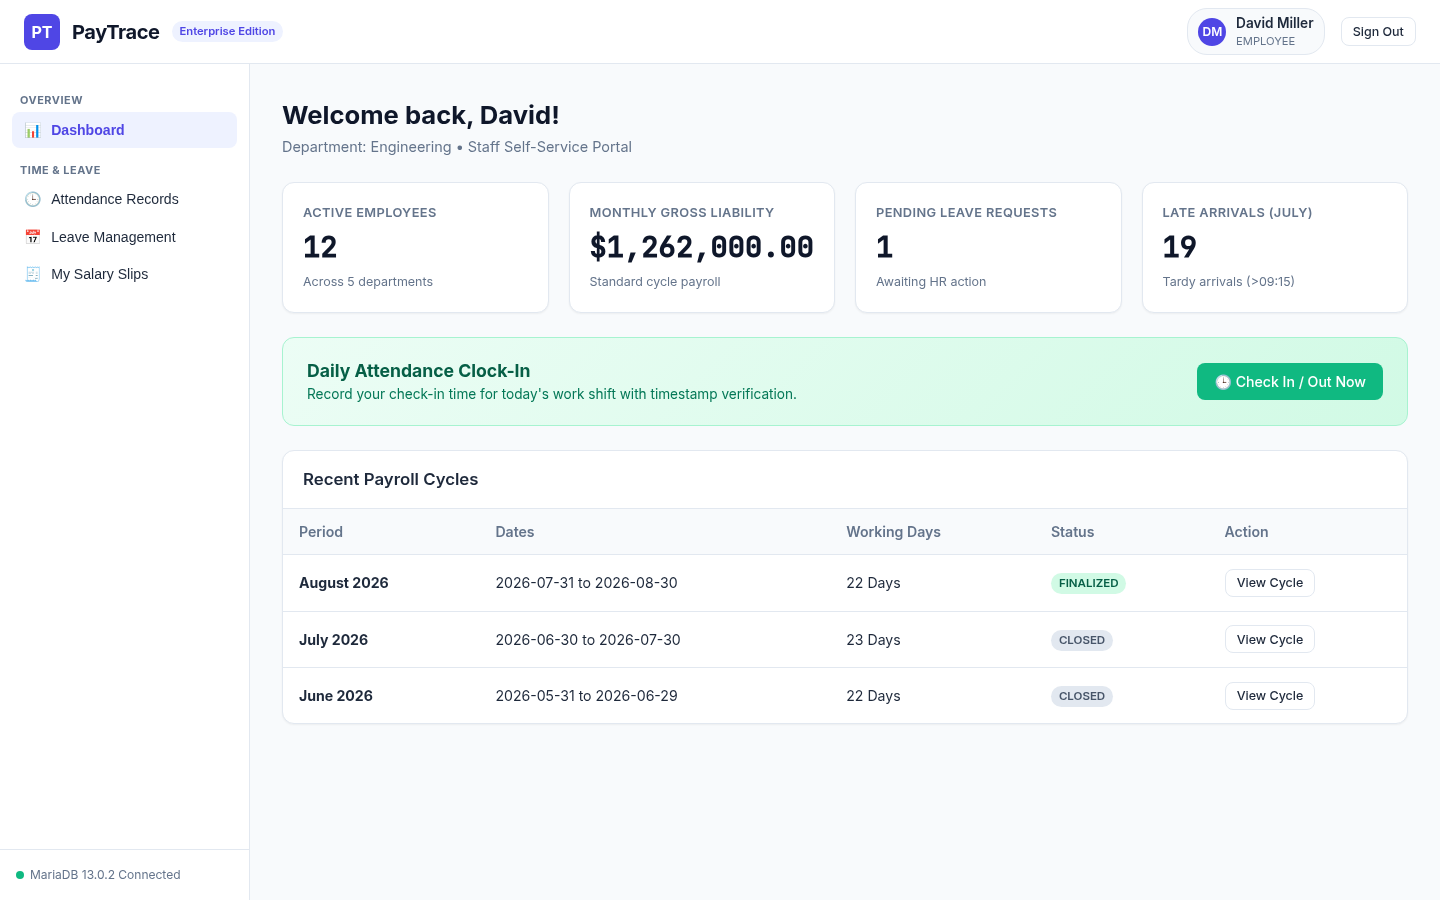 PT PayTrace Enterprise Edition
DM David Miller
EMPLOYEE
Sign Out
OVERVIEW
Dashboard
TIME & LEAVE
Attendance Records
Leave Management
My Salary Slips
MariaDB 13.0.2 Connected
Welcome back, David!
Department: Engineering • Staff Self-Service Portal
ACTIVE EMPLOYEES
12
Across 5 departments
MONTHLY GROSS LIABILITY
$1,262,000.00
Standard cycle payroll
PENDING LEAVE REQUESTS
1
Awaiting HR action
LATE ARRIVALS (JULY)
19
Tardy arrivals (>09:15)
Daily Attendance Clock-In
Record your check-in time for today's work shift with timestamp verification.
Check In / Out Now
Recent Payroll Cycles
Period Dates Working Days Status Action
August 2026 2026-07-31 to 2026-08-30 22 Days FINALIZED View Cycle
July 2026 2026-06-30 to 2026-07-30 23 Days CLOSED View Cycle
June 2026 2026-05-31 to 2026-06-29 22 Days CLOSED View Cycle